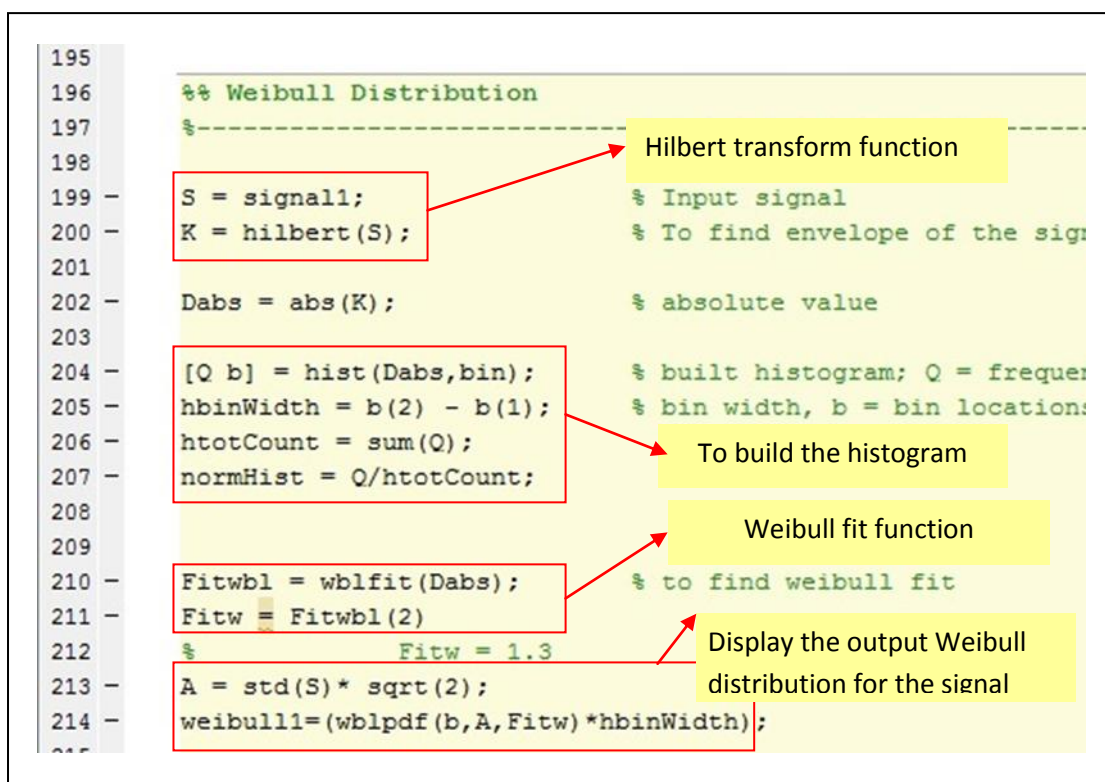 195
196 %% Weibull Distribution
197 %------------------------------------------------------------
Hilbert transform function
198
199 - S = signal1; % Input signal
200 - K = hilbert(S); % To find envelope of the sig
201
202 - Dabs = abs(K); % absolute value
203
204 - [Q b] = hist(Dabs,bin); % built histogram; Q = freque
205 - hbinWidth = b(2) - b(1); % bin width, b = bin locations
206 - htotCount = sum(Q);
To build the histogram
207 - normHist = Q/htotCount;
208
Weibull fit function
209
210 - Fitwbl = wblfit(Dabs); % to find weibull fit
211 - Fitw = Fitwbl(2)
212 % Fitw = 1.3
Display the output Weibull
distribution for the signal
213 - A = std(S)* sqrt(2);
214 - weibull1=(wblpdf(b,A,Fitw)*hbinWidth);